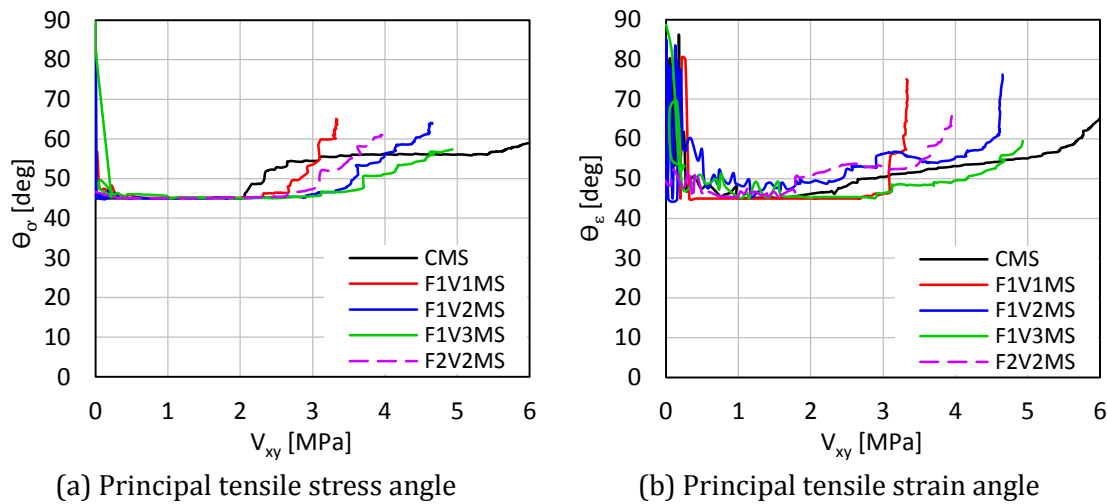 90
80
70
60
50
40
30
20
10
0
Θσ' [deg]
0 1 2 3 4 5 6
Vxy [MPa]
CMS
F1V1MS
F1V2MS
F1V3MS
F2V2MS
(a) Principal tensile stress angle
90
80
70
60
50
40
30
20
10
0
Θε [deg]
0 1 2 3 4 5 6
Vxy [MPa]
CMS
F1V1MS
F1V2MS
F1V3MS
F2V2MS
(b) Principal tensile strain angle